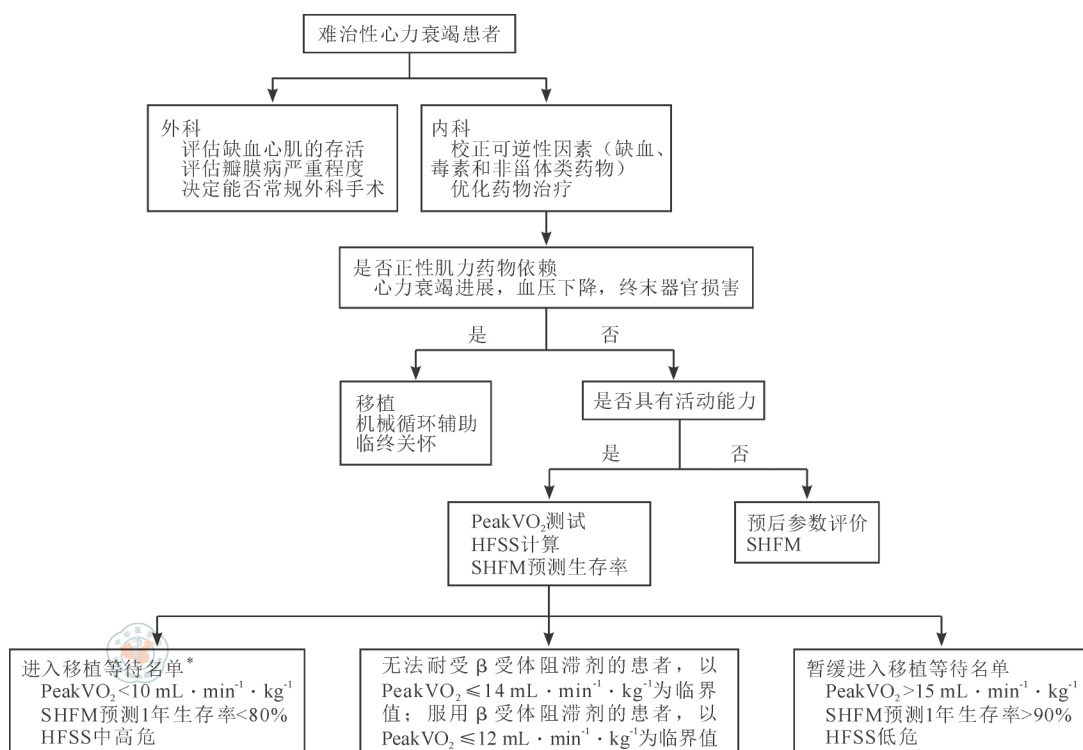 难治性心力衰竭患者
外科
评估缺血心肌的存活
评估瓣膜病严重程度
决定能否常规外科手术
内科
校正可逆性因素（缺血、
毒素和非甾体类药物）
优化药物治疗
是否正性肌力药物依赖
心力衰竭进展，血压下降，终末器官损害
是
否
移植
机械循环辅助
临终关怀
是否具有活动能力
是
否
PeakVO₂测试
HFSS计算
SHFM预测生存率
预后参数评价
SHFM
进入移植等待名单*
PeakVO₂<10 mL·min⁻¹·kg⁻¹
SHFM预测1年生存率<80%
HFSS中高危
无法耐受β受体阻滞剂的患者，以
PeakVO₂≤14 mL·min⁻¹·kg⁻¹为临界
值；服用β受体阻滞剂的患者，以
PeakVO₂≤12 mL·min⁻¹·kg⁻¹为临界值
暂缓进入移植等待名单
PeakVO₂>15 mL·min⁻¹·kg⁻¹
SHFM预测1年生存率>90%
HFSS低危